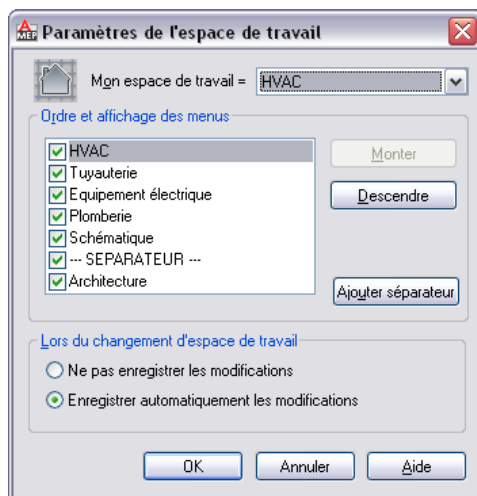 MEP Paramètres de l'espace de travail
Mon espace de travail = HVAC
Ordre et affichage des menus
HVAC
Tuyauterie
Equipement électrique
Plomberie
Schématique
--- SEPARATEUR ---
Architecture
Monter
Descendre
Ajouter séparateur
Lors du changement d'espace de travail
Ne pas enregistrer les modifications
Enregistrer automatiquement les modifications
OK Annuler Aide